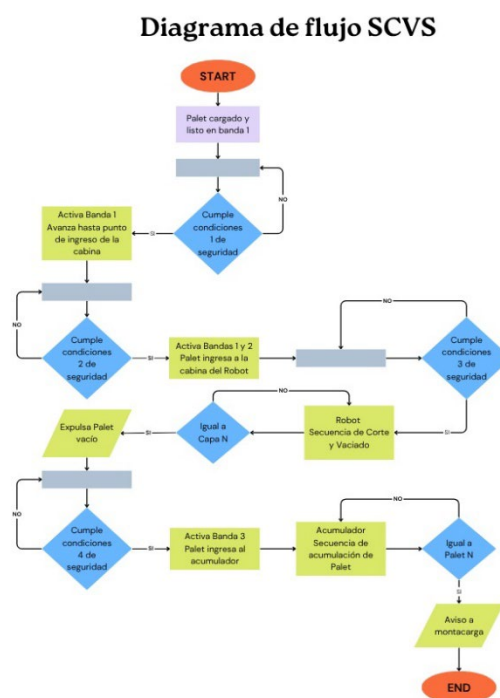 Diagrama de flujo SCVS
START
Palet cargado y
listo en banda 1
NO
Cumple
condiciones
1 de
seguridad
SI
Activa Banda 1
Avanza hasta punto
de ingreso de la
cabina
NO
Cumple
condiciones
2 de
seguridad
SI
Activa Bandas 1 y 2
Palet ingresa a la
cabina del Robot
NO
Cumple
condiciones
3 de
seguridad
SI
Robot
Secuencia de Corte
y Vaciado
NO
Igual a
Capa N
SI
Expulsa Palet
vacío
NO
Cumple
condiciones
4 de
seguridad
SI
Activa Banda 3
Palet ingresa al
acumulador
Acumulador
Secuencia de
acumulación de
Palet
NO
Igual a
Palet N
SI
Aviso a
montacarga
END